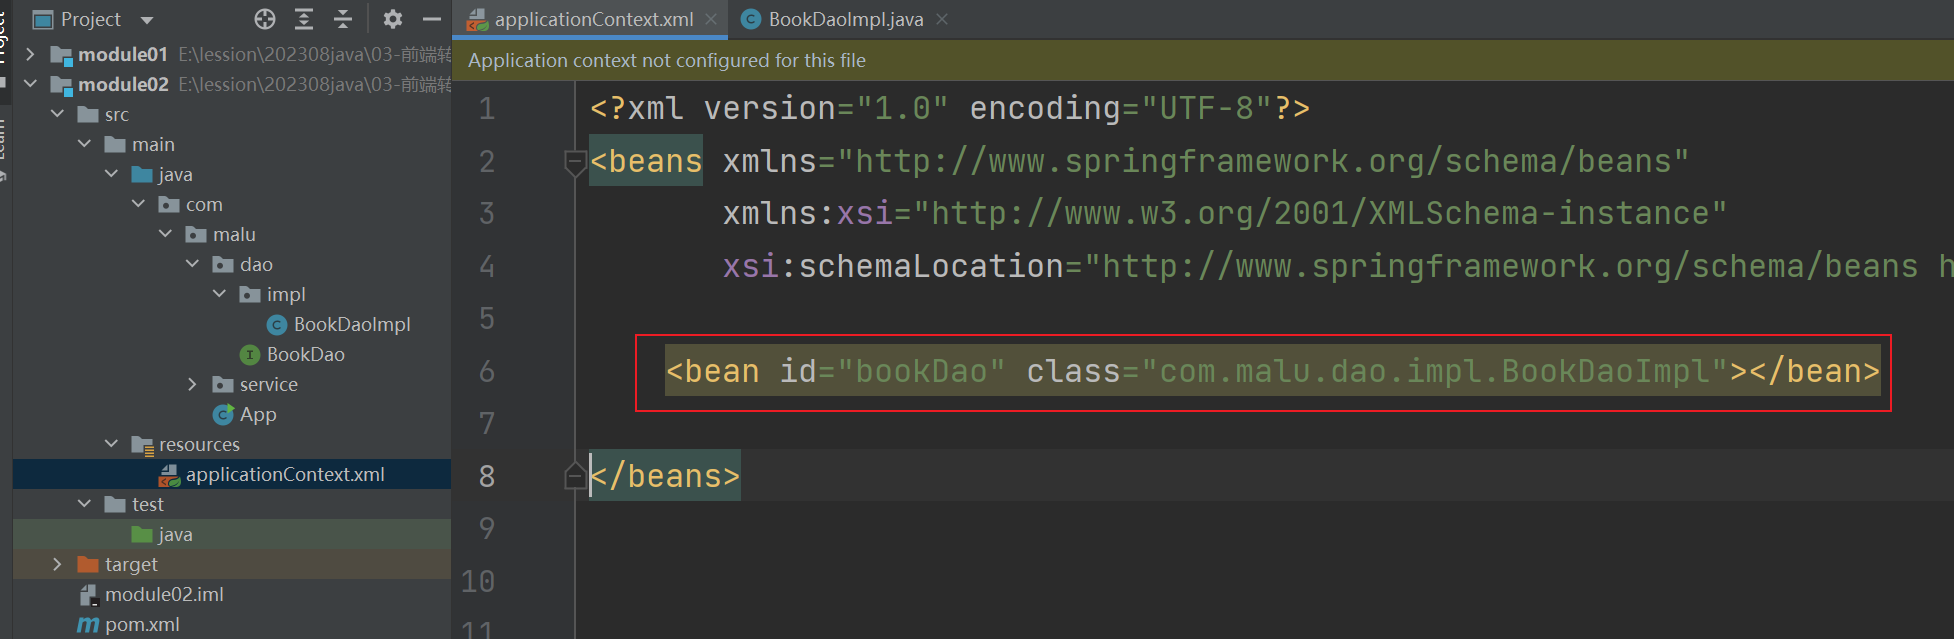 Project
module01 E:\lession\202308java\03-前端转
module02 E:\lession\202308java\03-前端转
src
main
java
com
malu
dao
impl
BookDaoImpl
BookDao
service
App
resources
applicationContext.xml
test
java
target
module02.iml
pom.xml
Project
Learn
applicationContext.xml
BookDaoImpl.java
Application context not configured for this file
1 <?xml version="1.0" encoding="UTF-8"?>
2 <beans xmlns="http://www.springframework.org/schema/beans"
3 xmlns:xsi="http://www.w3.org/2001/XMLSchema-instance"
4 xsi:schemaLocation="http://www.springframework.org/schema/beans h
5
6 <bean id="bookDao" class="com.malu.dao.impl.BookDaoImpl"></bean>
7
8 </beans>
9
10
11